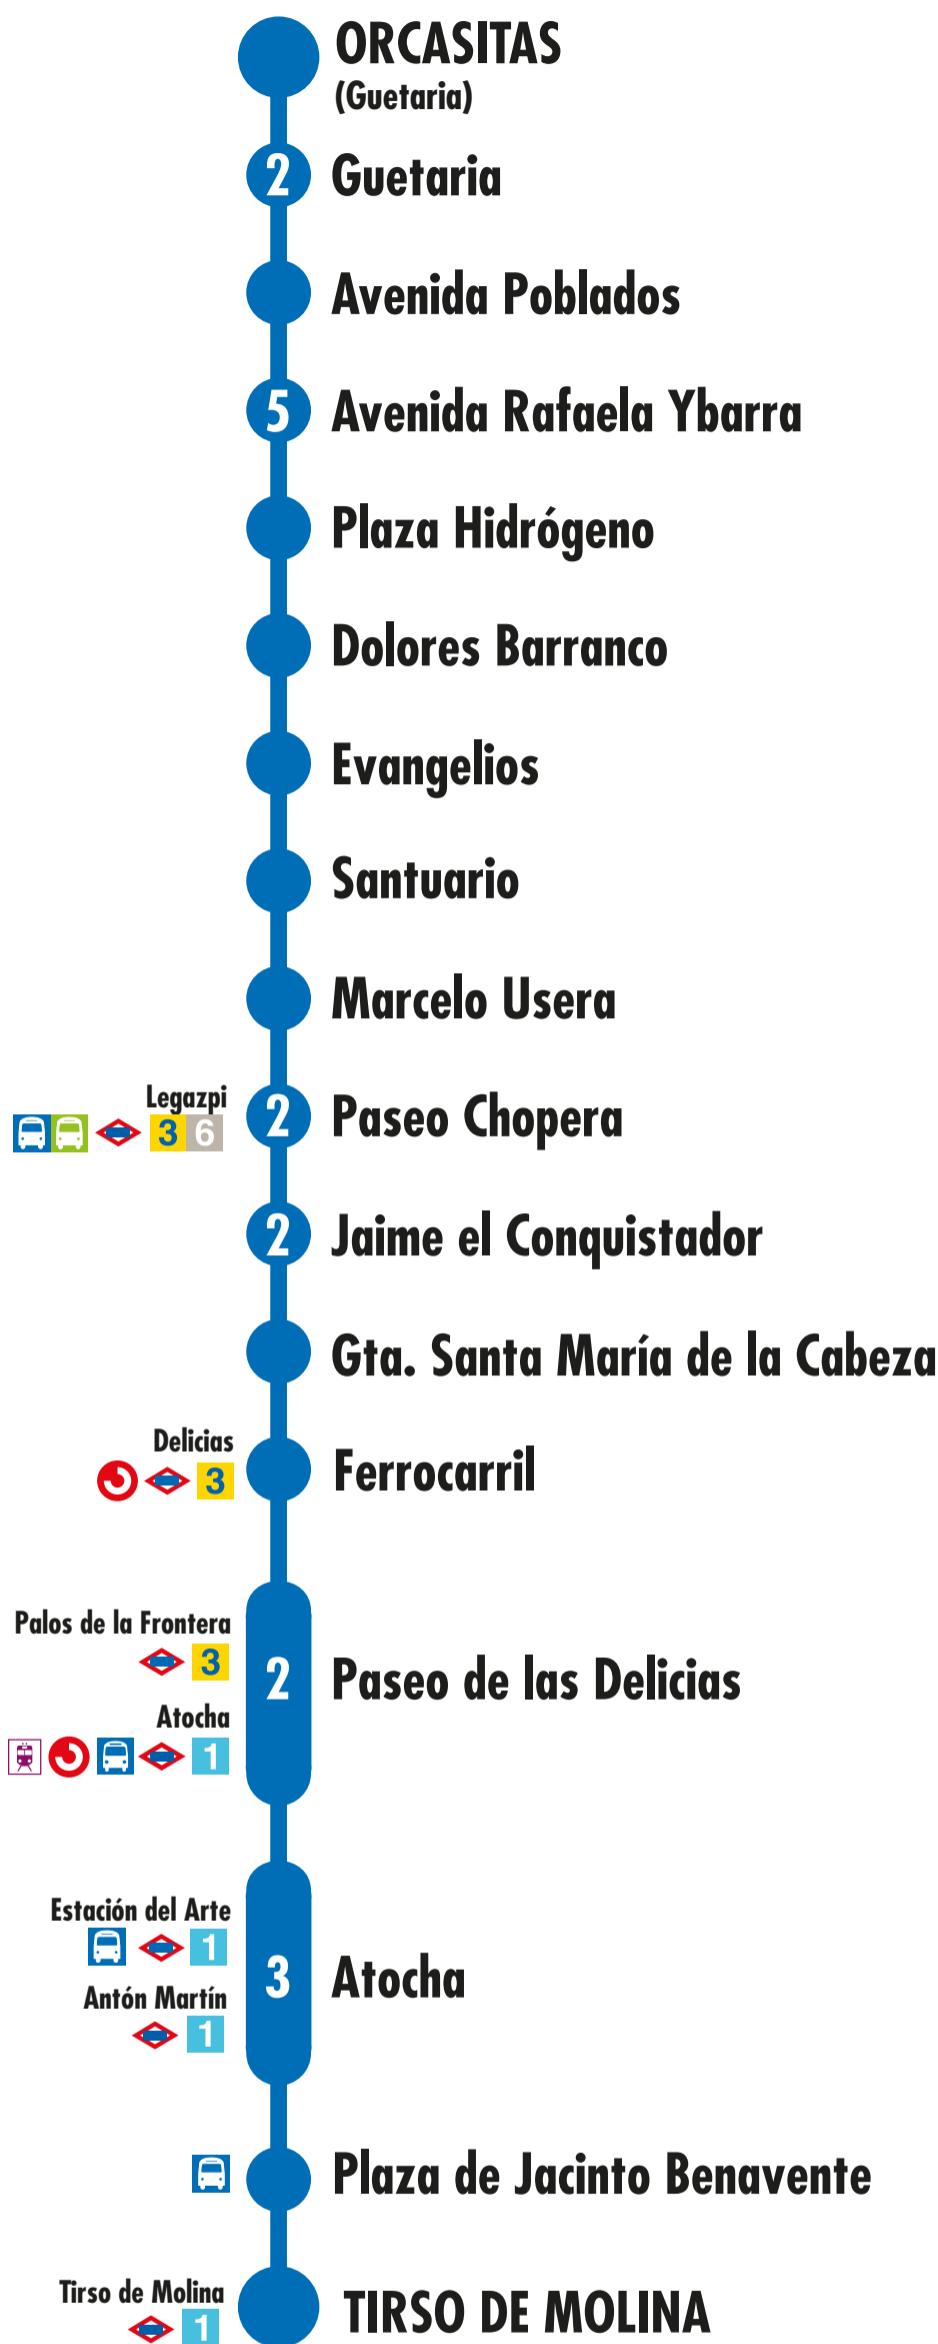 ORCASITAS
(Guetaria)
2 Guetaria
Avenida Poblados
5 Avenida Rafaela Ybarra
Plaza Hidrógeno
Dolores Barranco
Evangelios
Santuario
Marcelo Usera
Legazpi
3 6
2 Paseo Chopera
2 Jaime el Conquistador
Gta. Santa María de la Cabeza
Delicias
3
Ferrocarril
Palos de la Frontera
3
2 Paseo de las Delicias
Atocha
1
Estación del Arte
1
3 Atocha
Antón Martín
1
Plaza de Jacinto Benavente
Tirso de Molina
1
TIRSO DE MOLINA